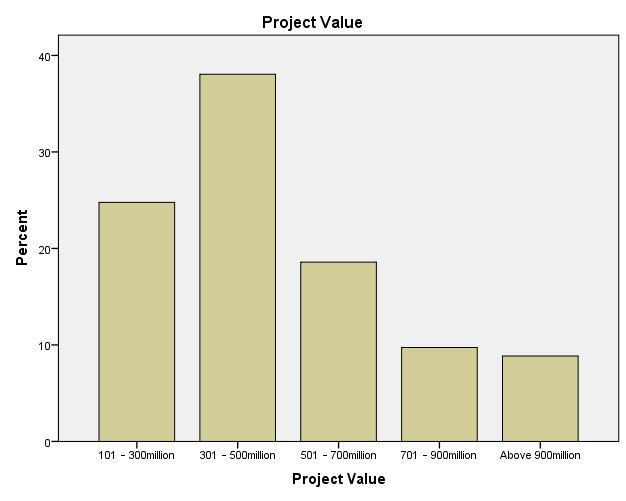 Project Value
Percent
40
30
20
10
0
101 - 300million
301 - 500million
501 - 700million
701 - 900million
Above 900million
Project Value